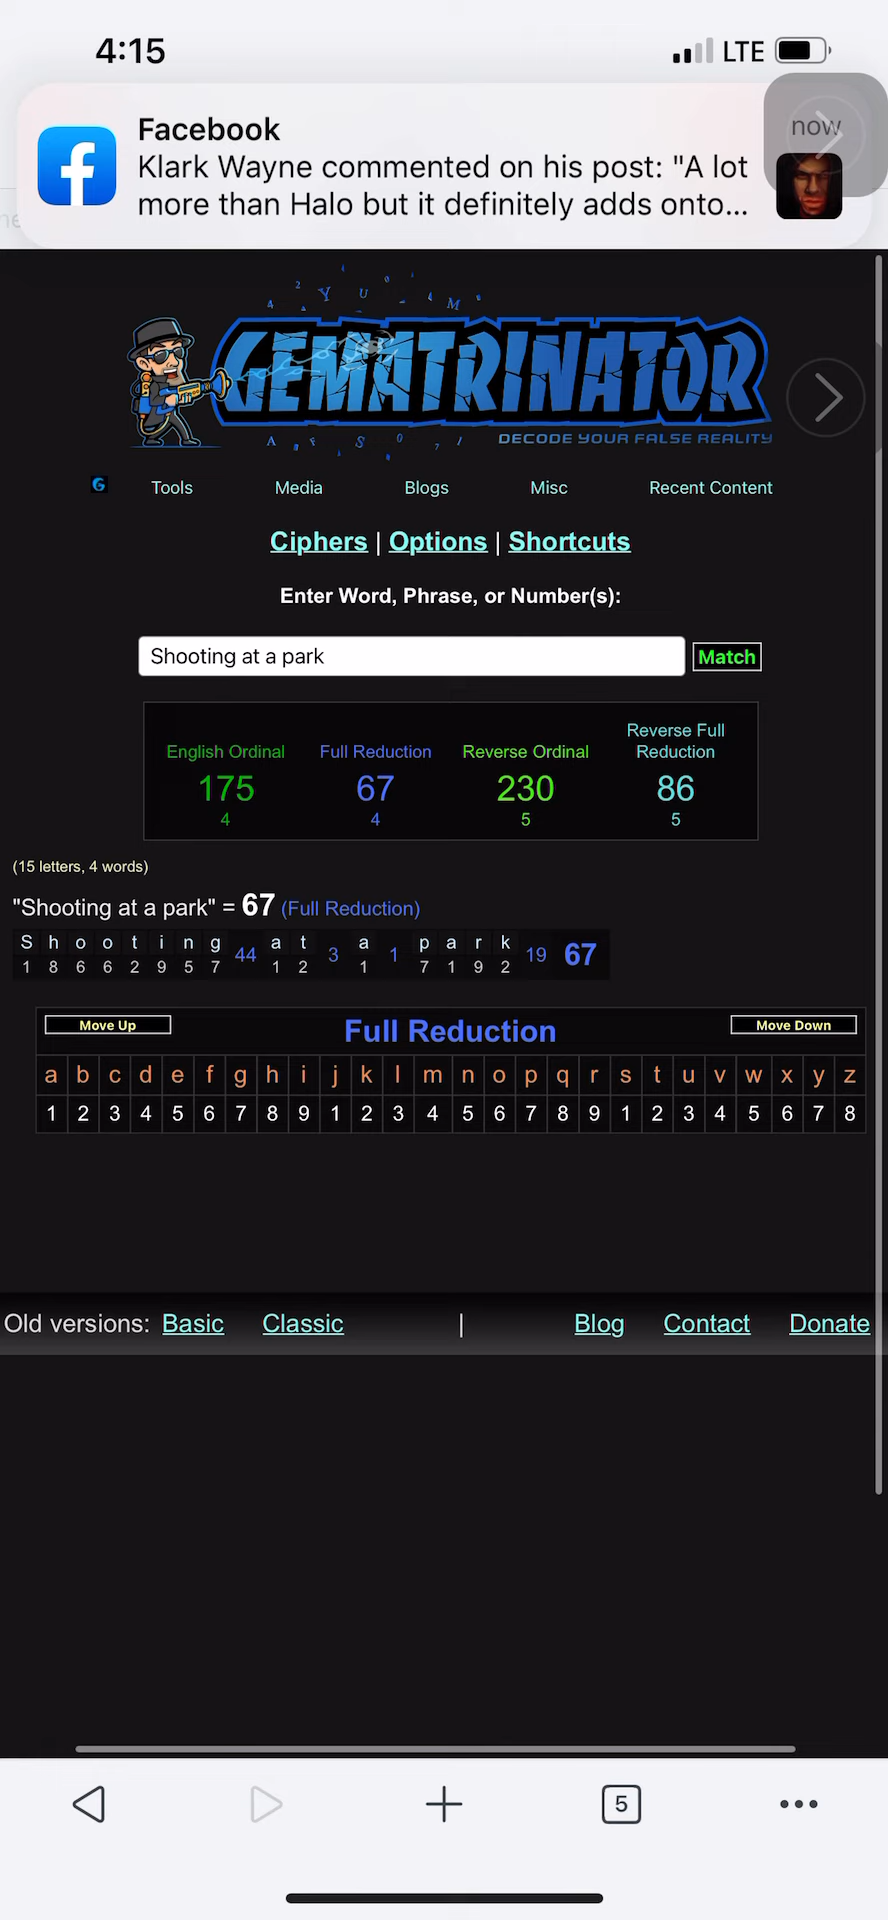 4:15
LTE
Facebook
now
Klark Wayne commented on his post: "A lot
more than Halo but it definitely adds onto...
GEMATRINATOR
DECODE YOUR FALSE REALITY
Tools Media Blogs Misc Recent Content
Ciphers | Options | Shortcuts
Enter Word, Phrase, or Number(s):
Shooting at a park Match
English Ordinal Full Reduction Reverse Ordinal Reverse Full Reduction
175 67 230 86
4 4 5 5
(15 letters, 4 words)
"Shooting at a park" = 67 (Full Reduction)
S h o o t i n g 44 a t 3 a 1 p a r k 19 67
1 8 6 6 2 9 5 7 1 2 1 7 1 9 2
Move Up Full Reduction Move Down
a b c d e f g h i j k l m n o p q r s t u v w x y z
1 2 3 4 5 6 7 8 9 1 2 3 4 5 6 7 8 9 1 2 3 4 5 6 7 8
Old versions: Basic Classic | Blog Contact Donate
5